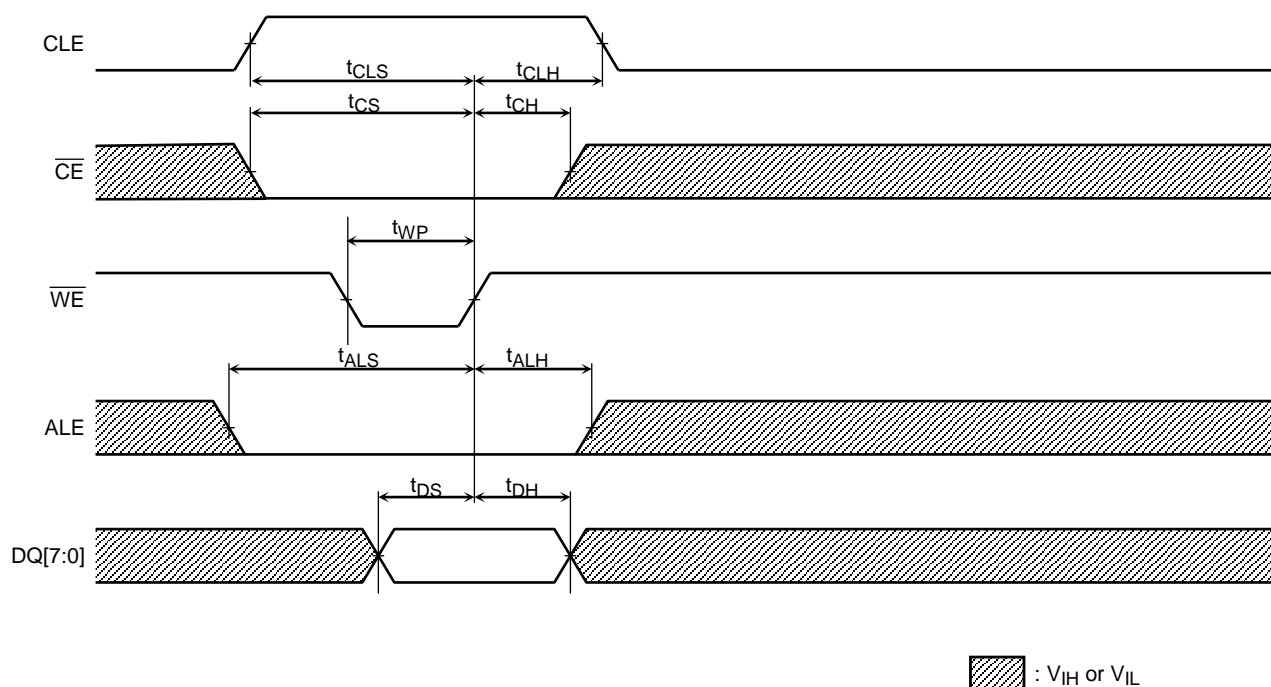 CLE
tCLS
tCLH
tCS
tCH
CE
tWP
WE
tALS
tALH
ALE
tDS
tDH
DQ[7:0]
: VIH or VIL